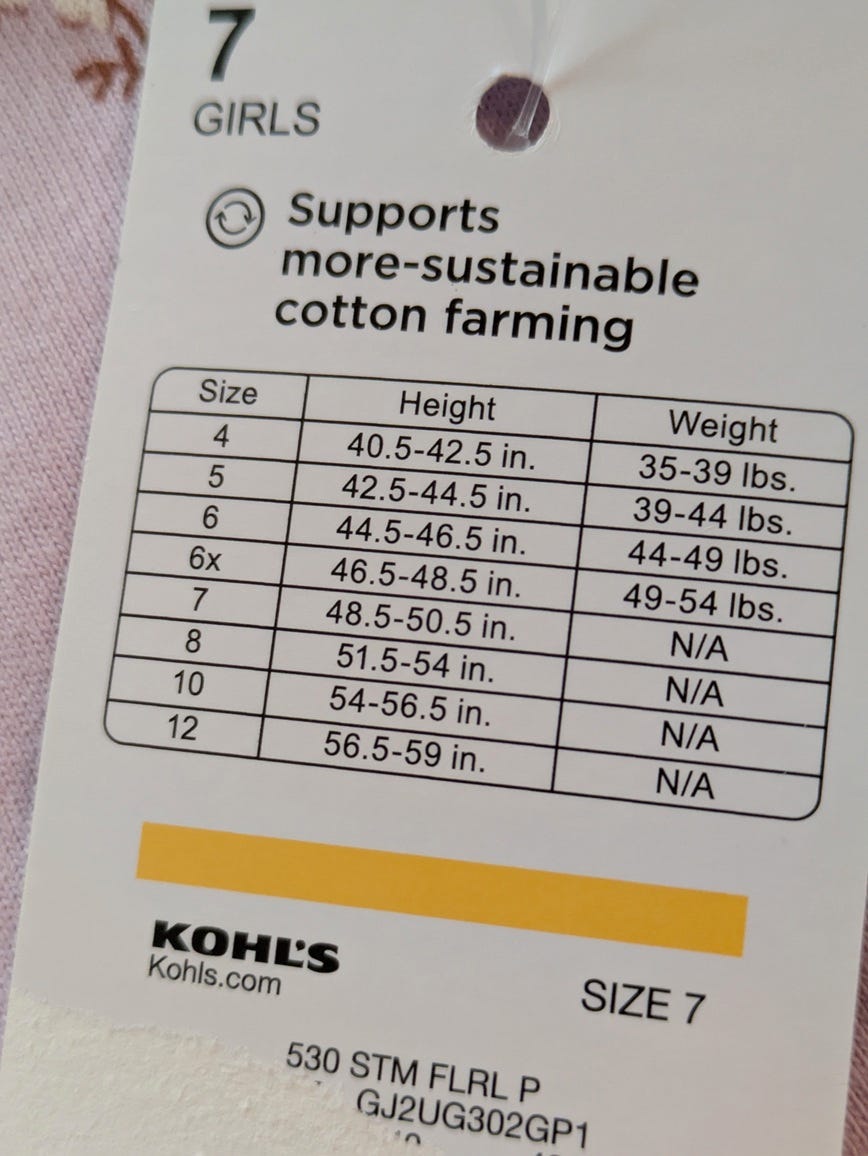 7
GIRLS
Supports
more-sustainable
cotton farming
Size Height Weight
4 40.5-42.5 in. 35-39 lbs.
5 42.5-44.5 in. 39-44 lbs.
6 44.5-46.5 in. 44-49 lbs.
6x 46.5-48.5 in. 49-54 lbs.
7 48.5-50.5 in. N/A
8 51.5-54 in. N/A
10 54-56.5 in. N/A
12 56.5-59 in. N/A
KOHL'S
Kohls.com
SIZE 7
530 STM FLRL P
GJ2UG302GP1